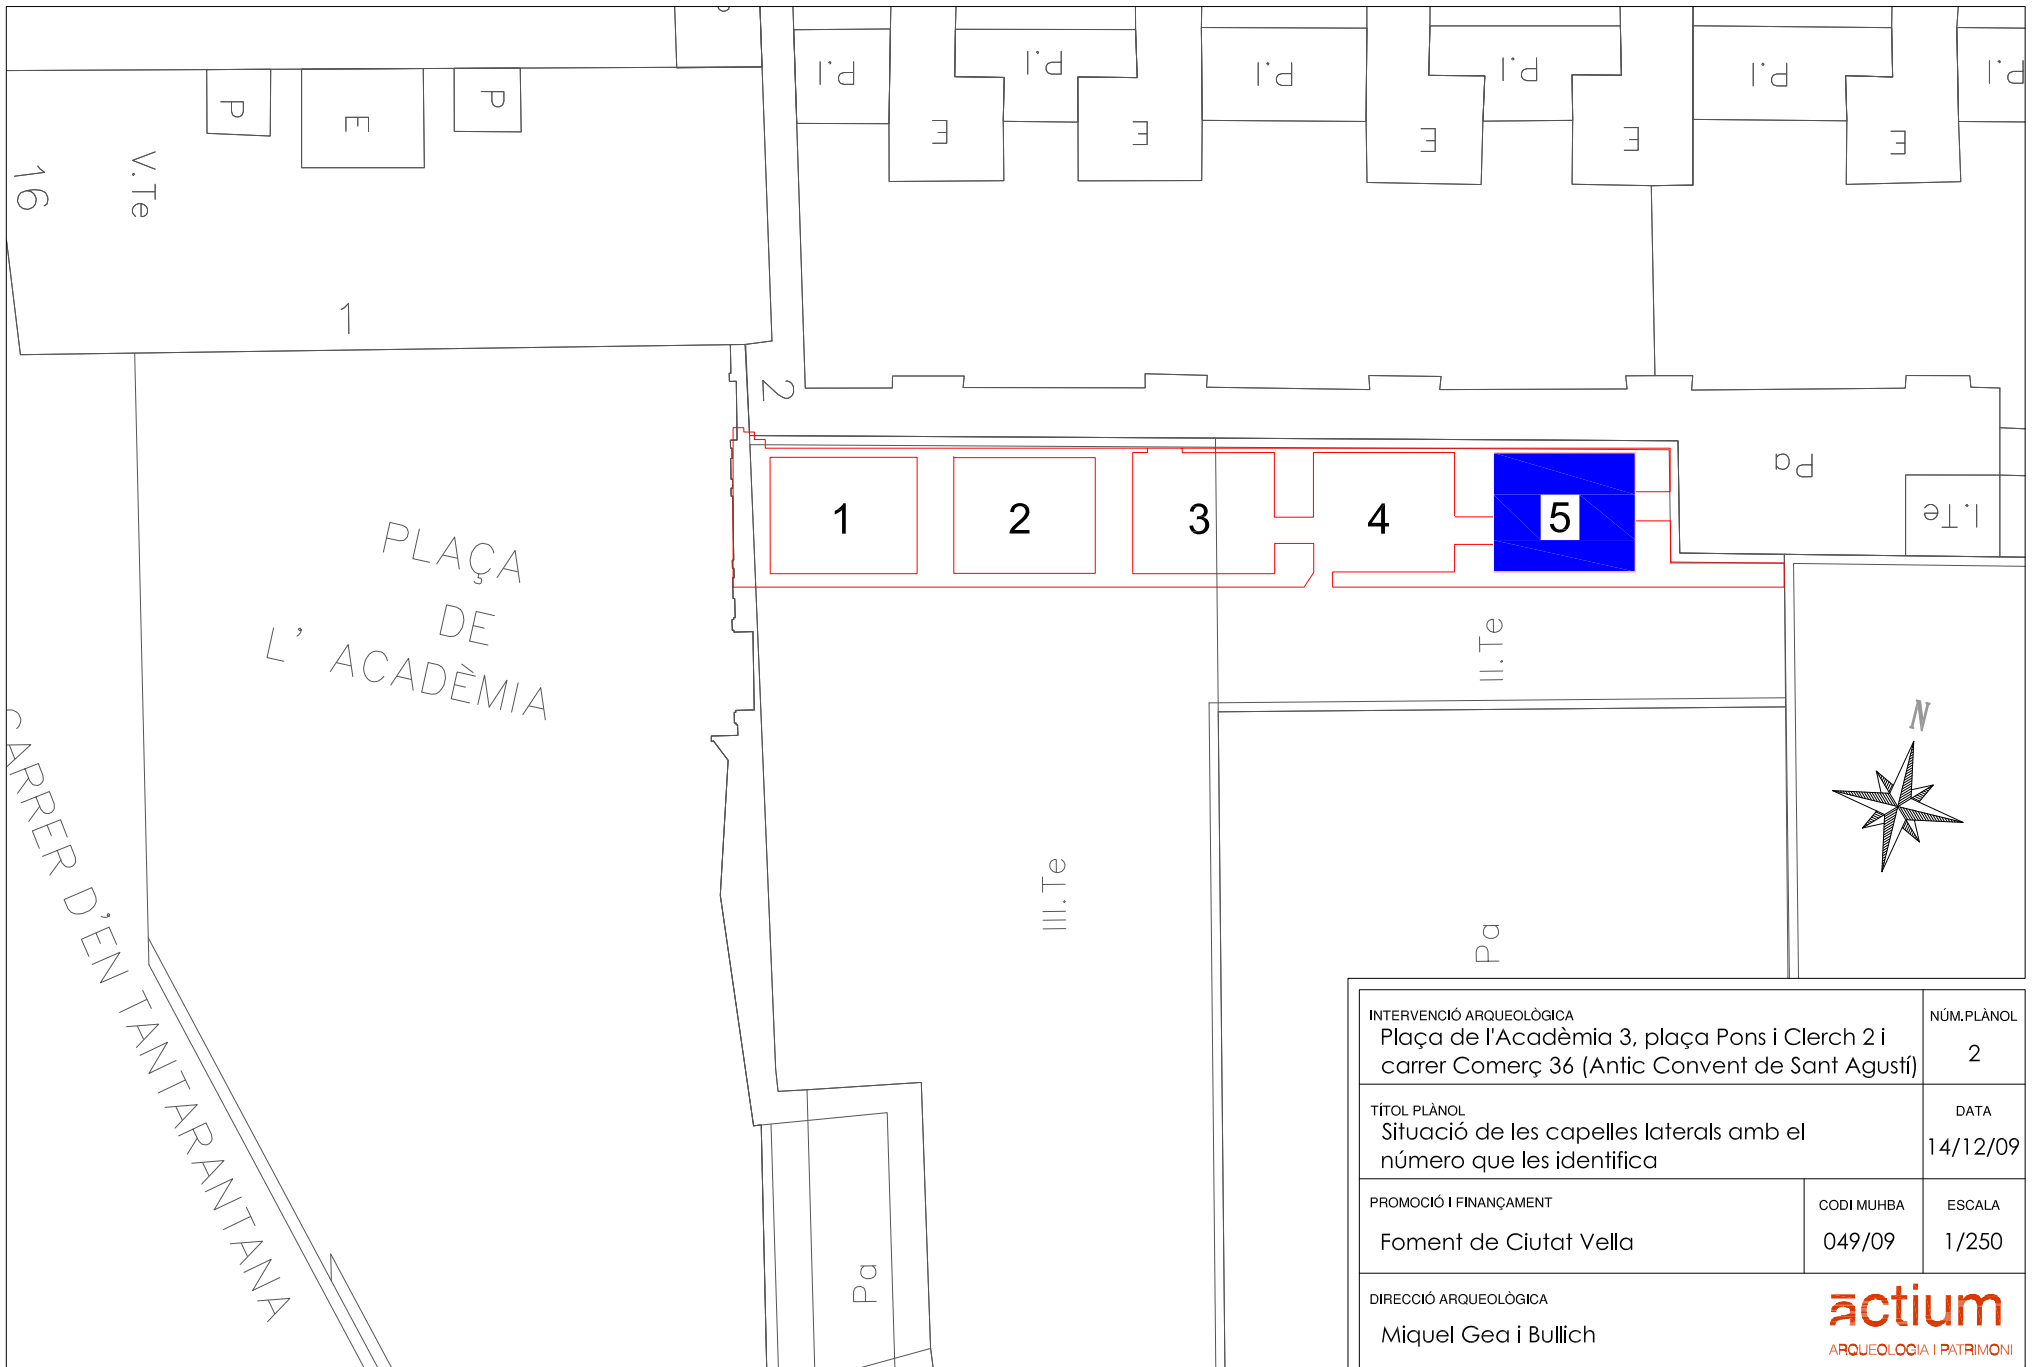 P.I
P.I
P.I
P.I
P.I
P.I
P
E
P
E
E
E
E
E
16
V.Te
1
2
Pa
I.Te
1
2
3
4
5
PLAÇA
DE
L' ACADÈMIA
II.Te
N
CARRER D'EN TANTARANTANA
III.Te
Pa
Pa
INTERVENCIÓ ARQUEOLÒGICA
Plaça de l'Acadèmia 3, plaça Pons i Clerch 2 i
carrer Comerç 36 (Antic Convent de Sant Agustí)
NÚM.PLÀNOL
2
TÍTOL PLÀNOL
Situació de les capelles laterals amb el
número que les identifica
DATA
14/12/09
PROMOCIÓ I FINANÇAMENT
Foment de Ciutat Vella
CODI MUHBA
049/09
ESCALA
1/250
DIRECCIÓ ARQUEOLÒGICA
Miquel Gea i Bullich
actium
ARQUEOLOGIA I PATRIMONI